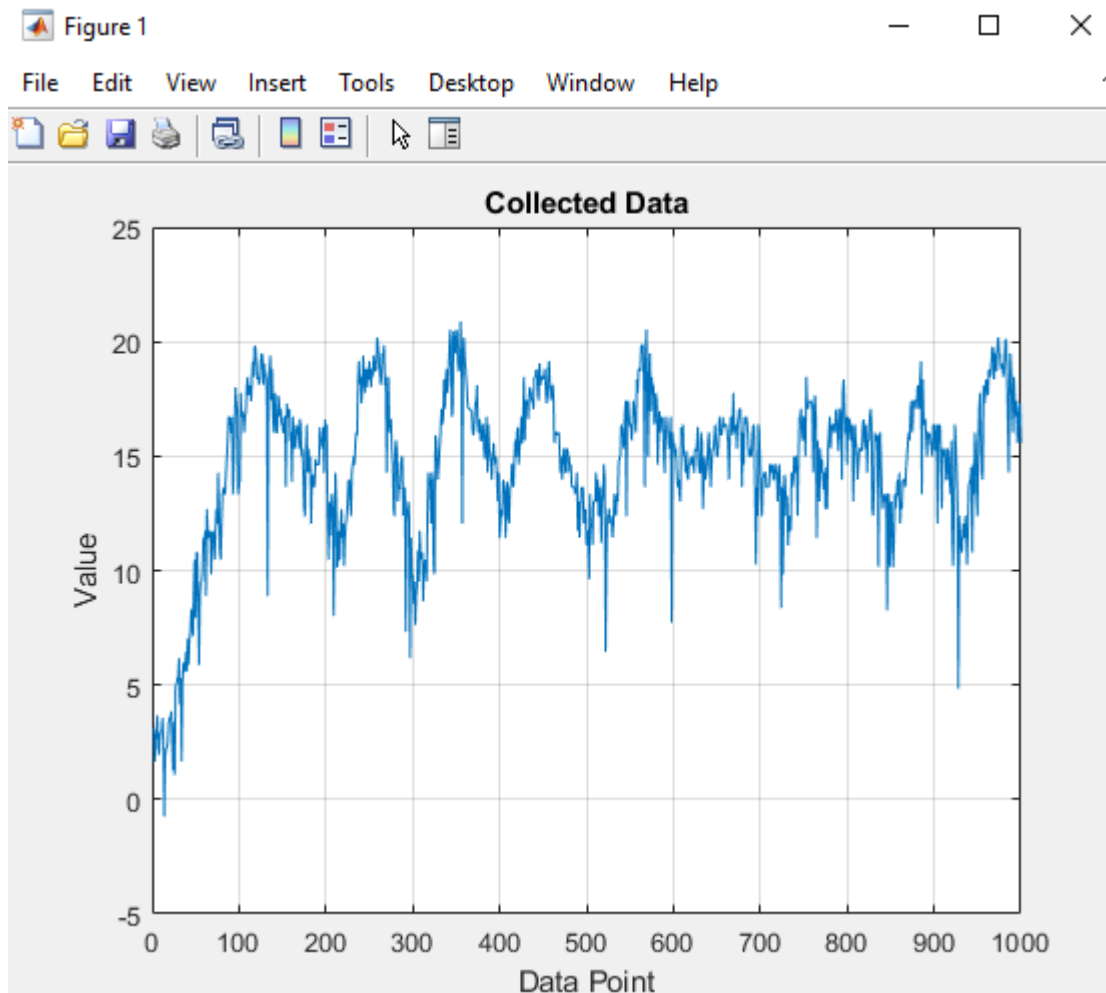 Figure 1
File Edit View Insert Tools Desktop Window Help
Collected Data
25
20
15
10
5
0
-5
Value
0 100 200 300 400 500 600 700 800 900 1000
Data Point